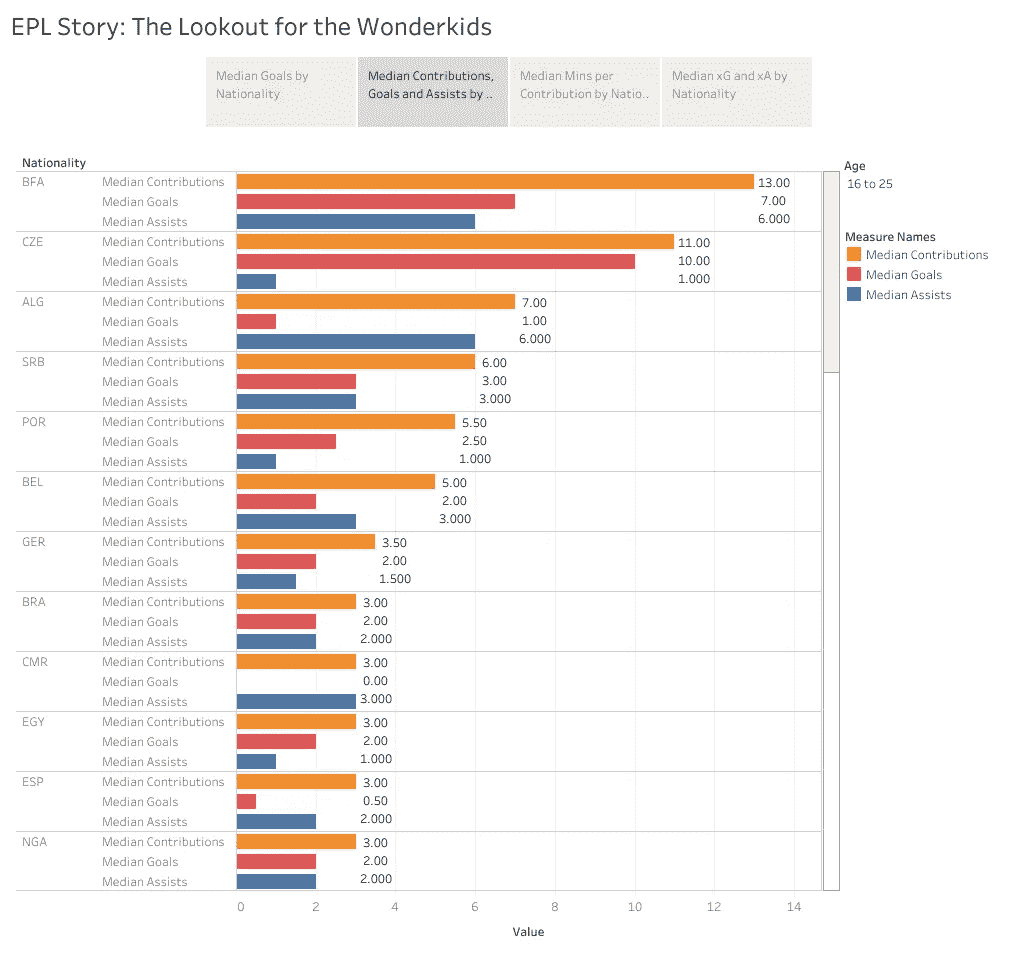 EPL Story: The Lookout for the Wonderkids
Median Goals by
Nationality
Median Contributions,
Goals and Assists by ..
Median Mins per
Contribution by Natio..
Median xG and xA by
Nationality
Nationality
BFA Median Contributions 13.00
Median Goals 7.00
Median Assists 6.000
CZE Median Contributions 11.00
Median Goals 10.00
Median Assists 1.000
ALG Median Contributions 7.00
Median Goals 1.00
Median Assists 6.000
SRB Median Contributions 6.00
Median Goals 3.00
Median Assists 3.000
POR Median Contributions 5.50
Median Goals 2.50
Median Assists 1.000
BEL Median Contributions 5.00
Median Goals 2.00
Median Assists 3.000
GER Median Contributions 3.50
Median Goals 2.00
Median Assists 1.500
BRA Median Contributions 3.00
Median Goals 2.00
Median Assists 2.000
CMR Median Contributions 3.00
Median Goals 0.00
Median Assists 3.000
EGY Median Contributions 3.00
Median Goals 2.00
Median Assists 1.000
ESP Median Contributions 3.00
Median Goals 0.50
Median Assists 2.000
NGA Median Contributions 3.00
Median Goals 2.00
Median Assists 2.000
0 2 4 6 8 10 12 14
Value
Age
16 to 25
Measure Names
Median Contributions
Median Goals
Median Assists